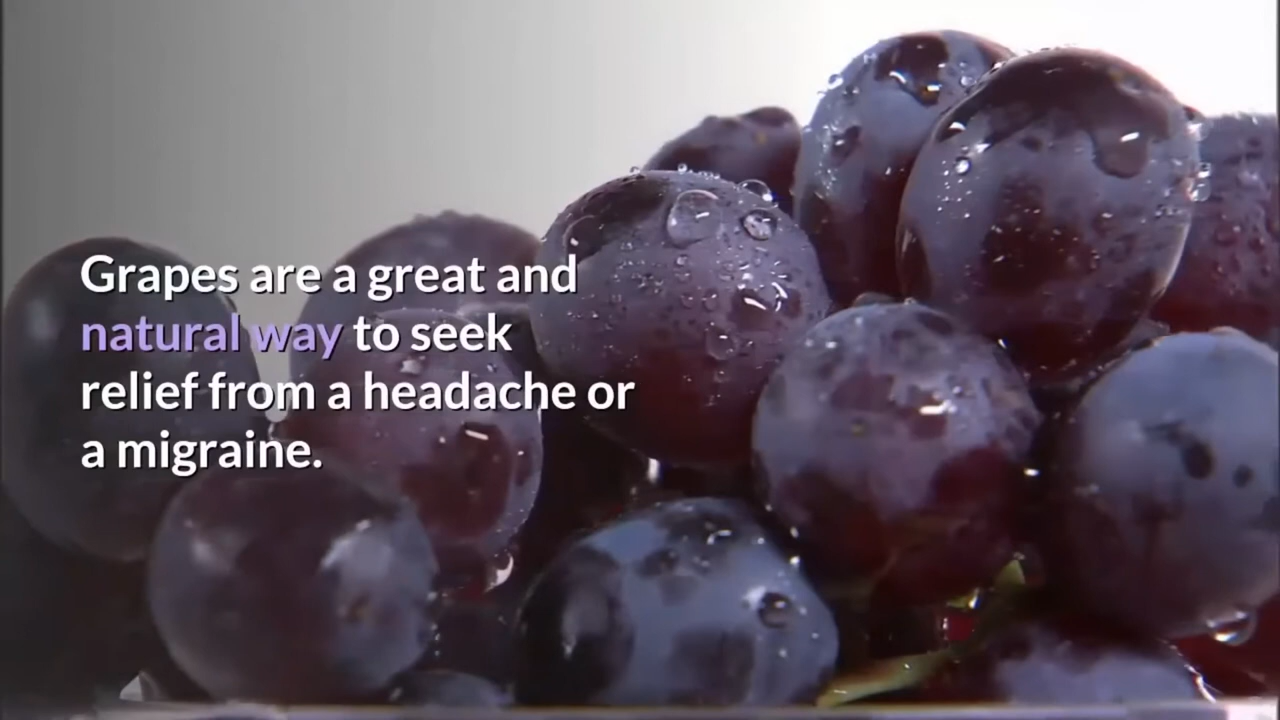 Grapes are a great and
natural way to seek
relief from a headache or
a migraine.